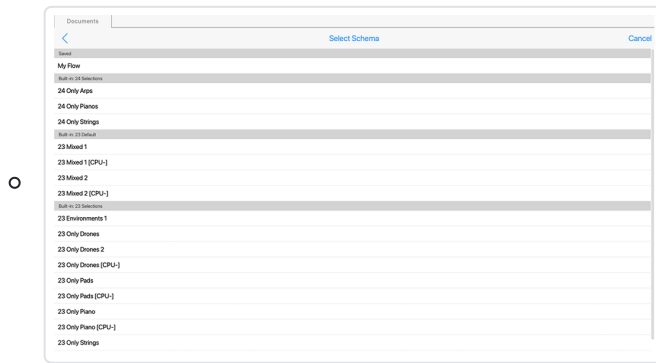 Documents
Select Schema
Cancel
Saved
My Flow
Built-in: 24 Selections
24 Only Arps
24 Only Pianos
24 Only Strings
Built-in: 23 Default
23 Mixed 1
23 Mixed 1 [CPU-]
23 Mixed 2
23 Mixed 2 [CPU-]
Built-in: 23 Selections
23 Environments 1
23 Only Drones
23 Only Drones 2
23 Only Drones [CPU-]
23 Only Pads
23 Only Pads [CPU-]
23 Only Piano
23 Only Piano [CPU-]
23 Only Strings